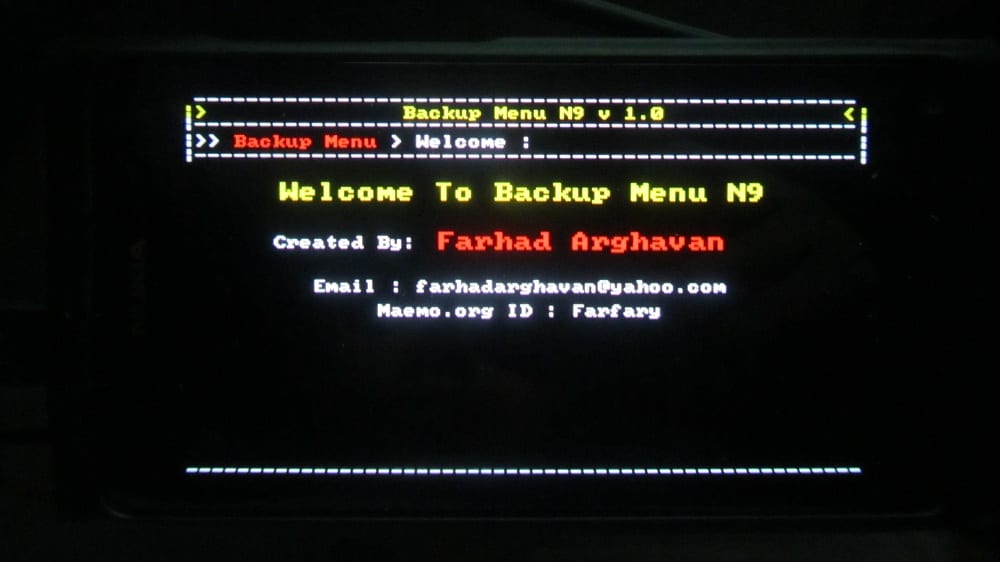 > Backup Menu N9 v 1.0 <
>> Backup Menu > Welcome :
Welcome To Backup Menu N9
Created By: Farhad Arghavan
Email : farhadarghavan@yahoo.com
Maemo.org ID : Farfary